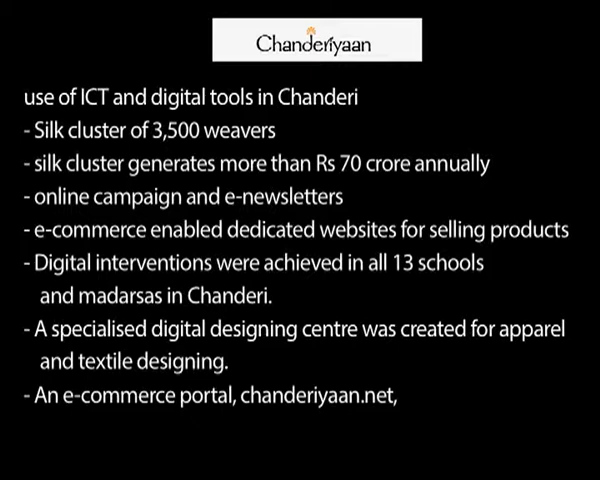 Chanderiyaan
use of ICT and digital tools in Chanderi
- Silk cluster of 3,500 weavers
- silk cluster generates more than Rs 70 crore annually
- online campaign and e-newsletters
- e-commerce enabled dedicated websites for selling products
- Digital interventions were achieved in all 13 schools
and madarsas in Chanderi.
- A specialised digital designing centre was created for apparel
and textile designing.
- An e-commerce portal, chanderiyaan.net,